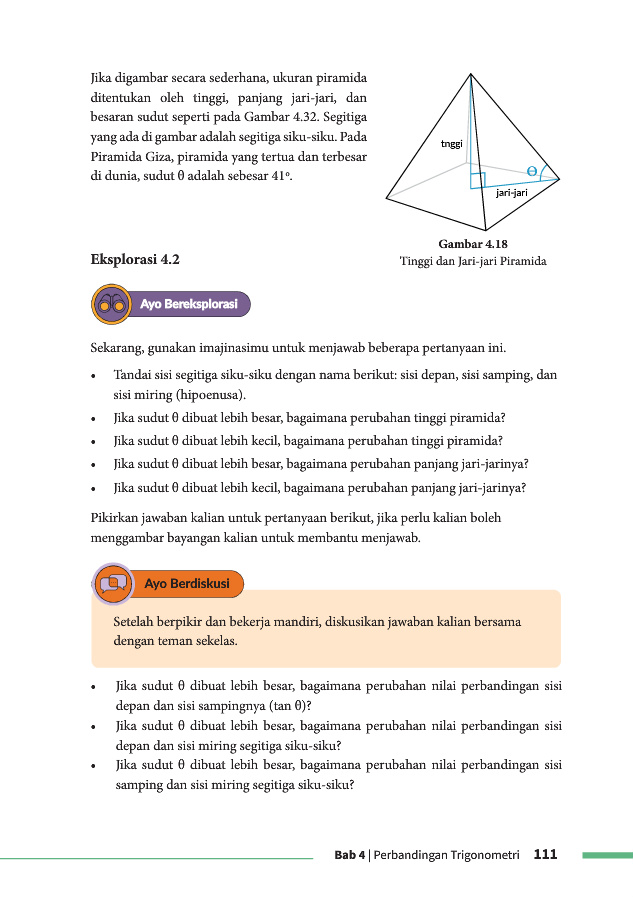 Jika digambar secara sederhana, ukuran piramida
ditentukan oleh tinggi, panjang jari-jari, dan
besaran sudut seperti pada Gambar 4.32. Segitiga
yang ada di gambar adalah segitiga siku-siku. Pada
Piramida Giza, piramida yang tertua dan terbesar
di dunia, sudut θ adalah sebesar 41º.
tnggi
Θ
jari-jari
Gambar 4.18
Tinggi dan Jari-jari Piramida
Eksplorasi 4.2
Ayo Bereksplorasi
Sekarang, gunakan imajinasimu untuk menjawab beberapa pertanyaan ini.
• Tandai sisi segitiga siku-siku dengan nama berikut: sisi depan, sisi samping, dan
sisi miring (hipoenusa).
• Jika sudut θ dibuat lebih besar, bagaimana perubahan tinggi piramida?
• Jika sudut θ dibuat lebih kecil, bagaimana perubahan tinggi piramida?
• Jika sudut θ dibuat lebih besar, bagaimana perubahan panjang jari-jarinya?
• Jika sudut θ dibuat lebih kecil, bagaimana perubahan panjang jari-jarinya?
Pikirkan jawaban kalian untuk pertanyaan berikut, jika perlu kalian boleh
menggambar bayangan kalian untuk membantu menjawab.
Ayo Berdiskusi
Setelah berpikir dan bekerja mandiri, diskusikan jawaban kalian bersama
dengan teman sekelas.
• Jika sudut θ dibuat lebih besar, bagaimana perubahan nilai perbandingan sisi
depan dan sisi sampingnya (tan θ)?
• Jika sudut θ dibuat lebih besar, bagaimana perubahan nilai perbandingan sisi
depan dan sisi miring segitiga siku-siku?
• Jika sudut θ dibuat lebih besar, bagaimana perubahan nilai perbandingan sisi
samping dan sisi miring segitiga siku-siku?
Bab 4 | Perbandingan Trigonometri 111